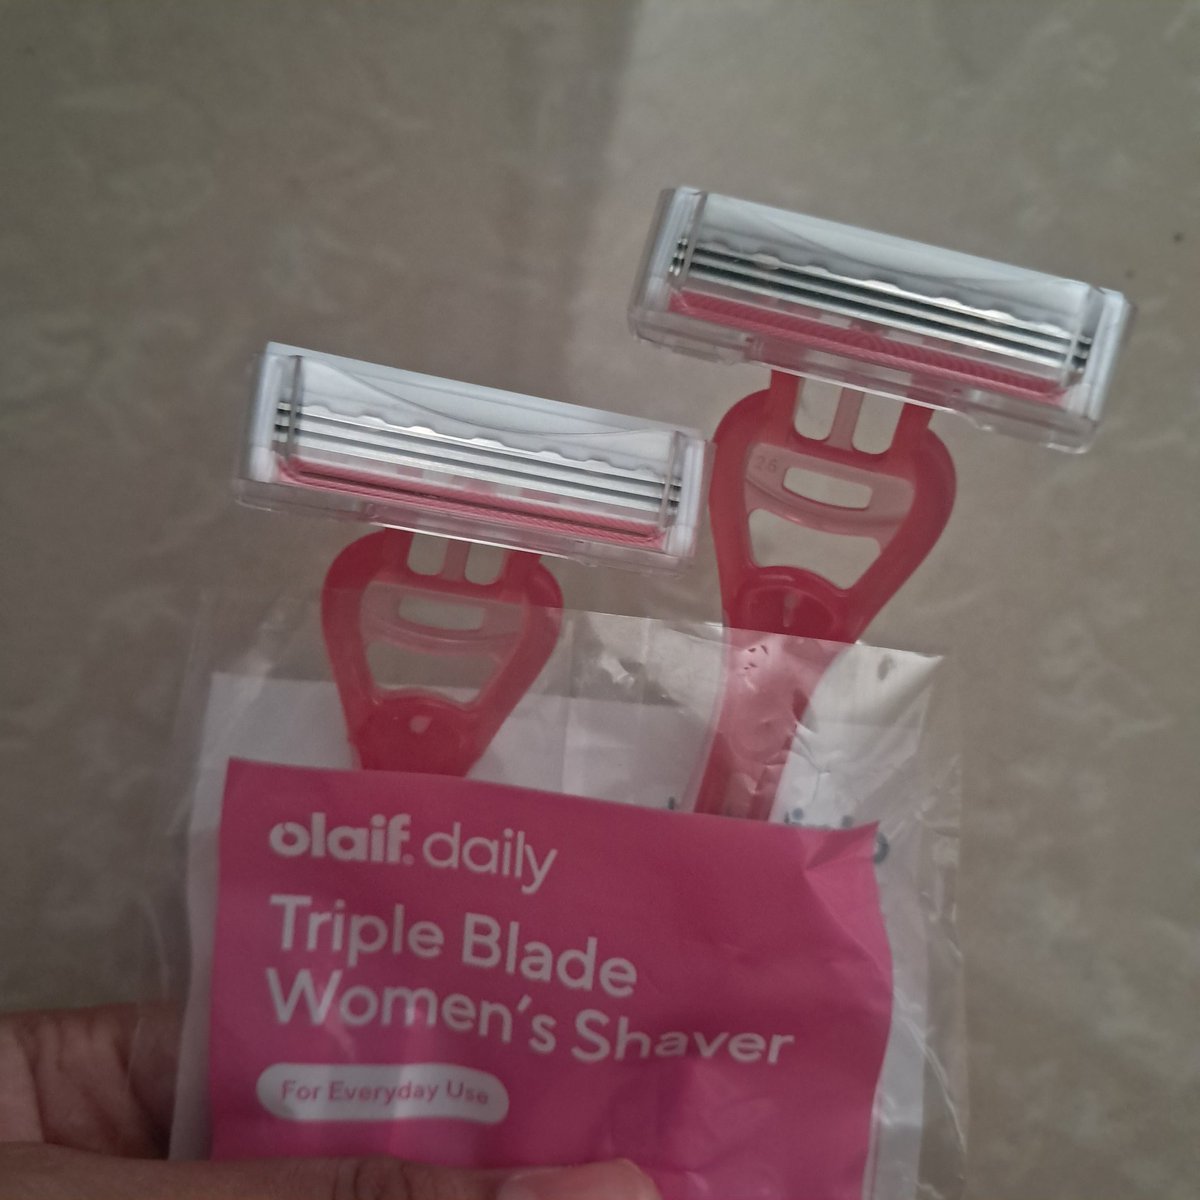 olaif. daily
Triple Blade
Women's Shaver
For Everyday Use